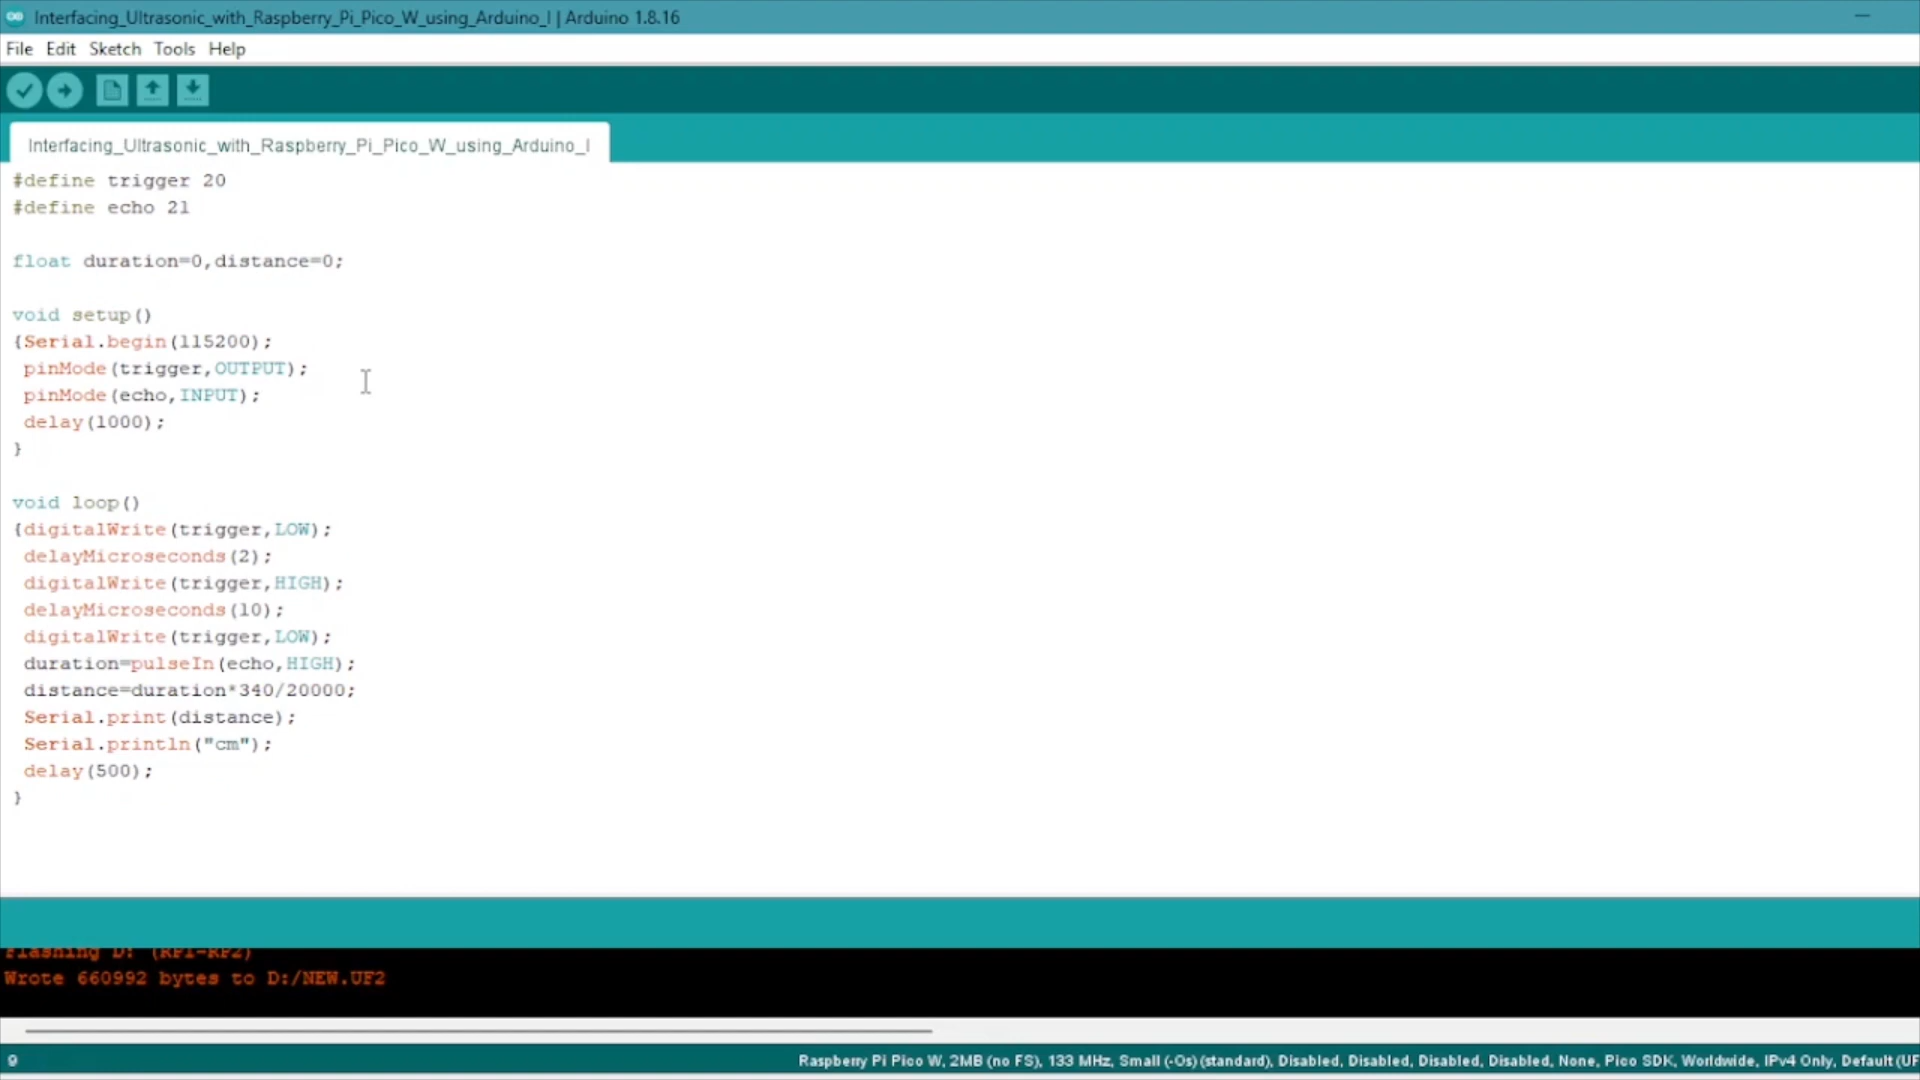 Interfacing_Ultrasonic_with_Raspberry_Pi_Pico_W_using_Arduino_I | Arduino 1.8.16
File Edit Sketch Tools Help
Interfacing_Ultrasonic_with_Raspberry_Pi_Pico_W_using_Arduino_I
#define trigger 20
#define echo 21
float duration=0,distance=0;
void setup()
{Serial.begin(115200);
pinMode(trigger,OUTPUT);
pinMode(echo,INPUT);
delay(1000);
}
void loop()
{digitalWrite(trigger,LOW);
delayMicroseconds(2);
digitalWrite(trigger,HIGH);
delayMicroseconds(10);
digitalWrite(trigger,LOW);
duration=pulseIn(echo,HIGH);
distance=duration*340/20000;
Serial.print(distance);
Serial.println("cm");
delay(500);
}
Flashing D: (RPI-RP2)
Wrote 660992 bytes to D:/NEW.UF2
9 Raspberry Pi Pico W, 2MB (no FS), 133 MHz, Small (-Os) (standard), Disabled, Disabled, Disabled, Disabled, None, Pico SDK, Worldwide, IPv4 Only, Default (UF